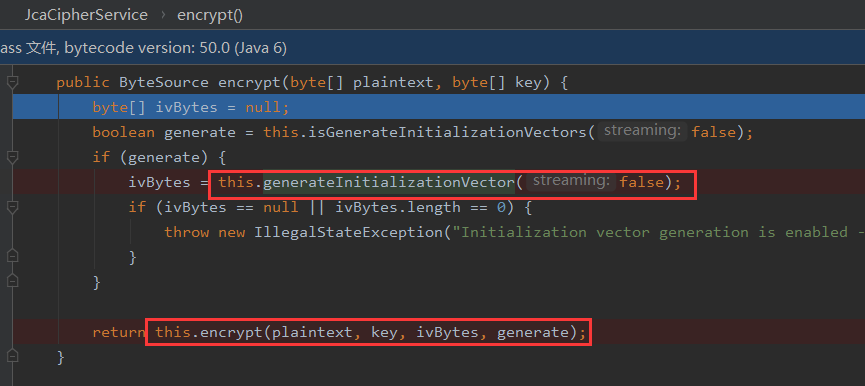 JcaCipherService › encrypt()
ass 文件, bytecode version: 50.0 (Java 6)
public ByteSource encrypt(byte[] plaintext, byte[] key) {
byte[] ivBytes = null;
boolean generate = this.isGenerateInitializationVectors( streaming: false);
if (generate) {
ivBytes = this.generateInitializationVector( streaming: false);
if (ivBytes == null || ivBytes.length == 0) {
throw new IllegalStateException("Initialization vector generation is enabled -
}
}
return this.encrypt(plaintext, key, ivBytes, generate);
}